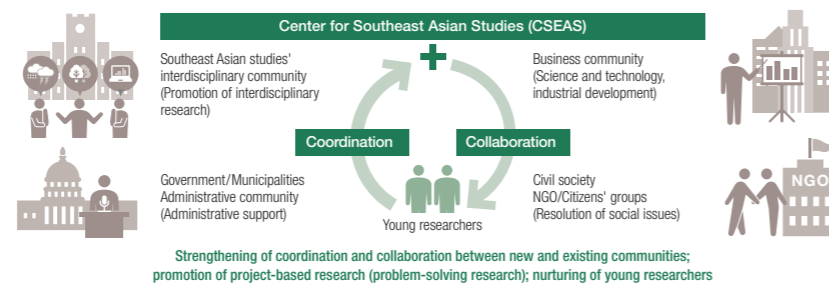 Center for Southeast Asian Studies (CSEAS)
Southeast Asian studies'
interdisciplinary community
(Promotion of interdisciplinary
research)
Business community
(Science and technology,
industrial development)
Coordination
Collaboration
Government/Municipalities
Administrative community
(Administrative support)
Young researchers
Civil society
NGO/Citizens' groups
(Resolution of social issues)
NGO
Strengthening of coordination and collaboration between new and existing communities;
promotion of project-based research (problem-solving research); nurturing of young researchers